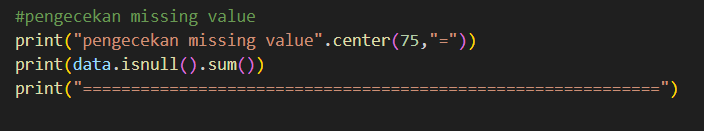 #pengecekan missing value
print("pengecekan missing value".center(75,"="))
print(data.isnull().sum())
print("============================================================")